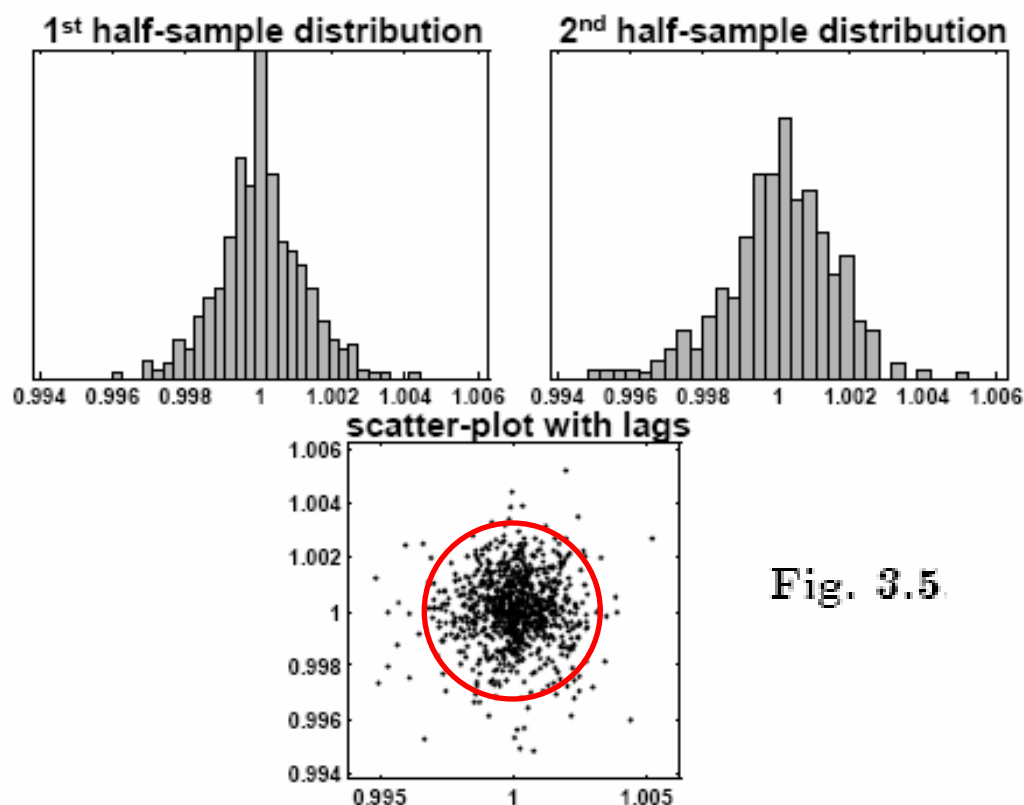 1st half-sample distribution
2nd half-sample distribution
0.994 0.996 0.998 1 1.002 1.004 1.006
0.994 0.996 0.998 1 1.002 1.004 1.006
scatter-plot with lags
1.006
1.004
1.002
1
0.998
0.996
0.994
0.995 1 1.005
Fig. 3.5